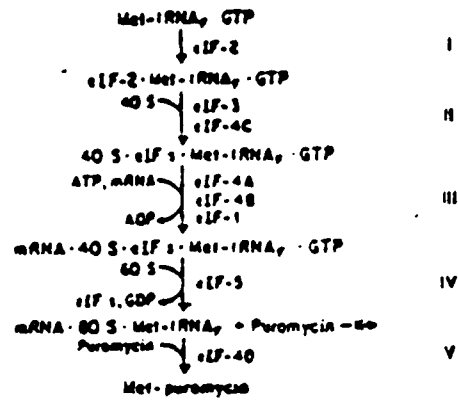 Met-tRNAf GTP
eIF-2 I
eIF-2·Met-tRNAf·GTP
40 S eIF-3
eIF-4C II
40 S·eIF s·Met-tRNAf·GTP
ATP, mRNA eIF-4A
eIF-4B III
ADP eIF-1
mRNA·40 S·eIF s·Met-tRNAf·GTP
60 S
eIF-5 IV
eIF s, GDP
mRNA·80 S·Met-tRNAf + Puromycin
Puromycin eIF-4D V
Met-puromycin